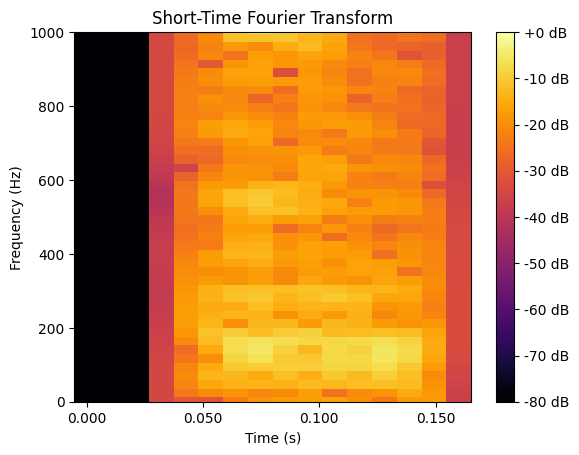 Short-Time Fourier Transform
1000
800
600
400
200
0
Frequency (Hz)
0.000
0.050
0.100
0.150
Time (s)
+0 dB
-10 dB
-20 dB
-30 dB
-40 dB
-50 dB
-60 dB
-70 dB
-80 dB